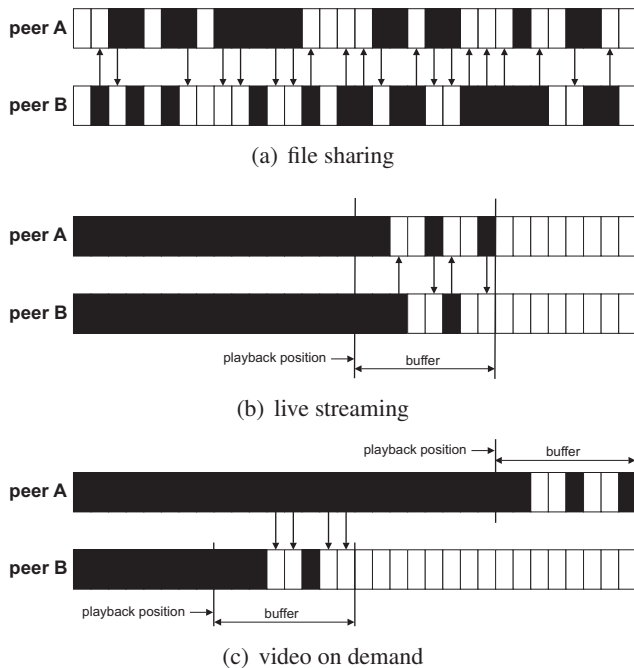 peer A
peer B
(a) file sharing
peer A
peer B
playback position
buffer
(b) live streaming
playback position
buffer
peer A
peer B
playback position
buffer
(c) video on demand